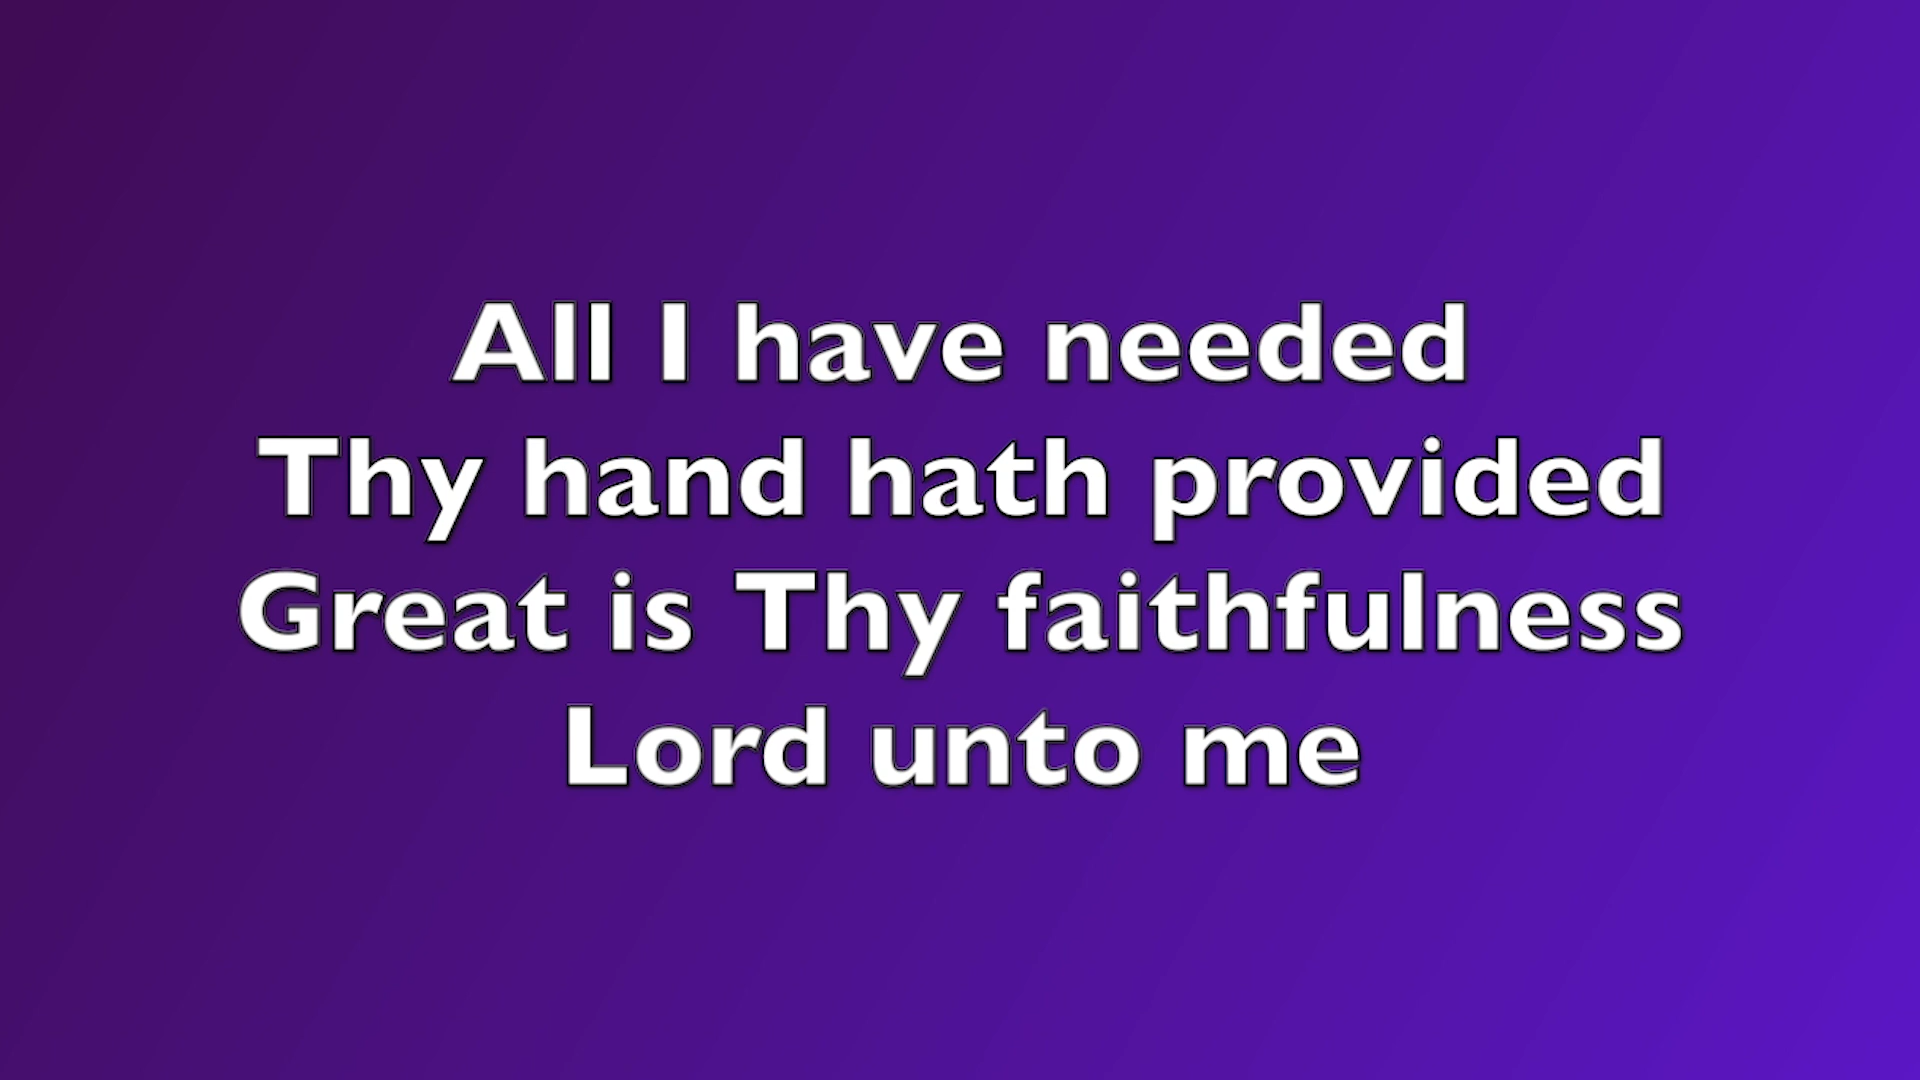 All I have needed
Thy hand hath provided
Great is Thy faithfulness
Lord unto me